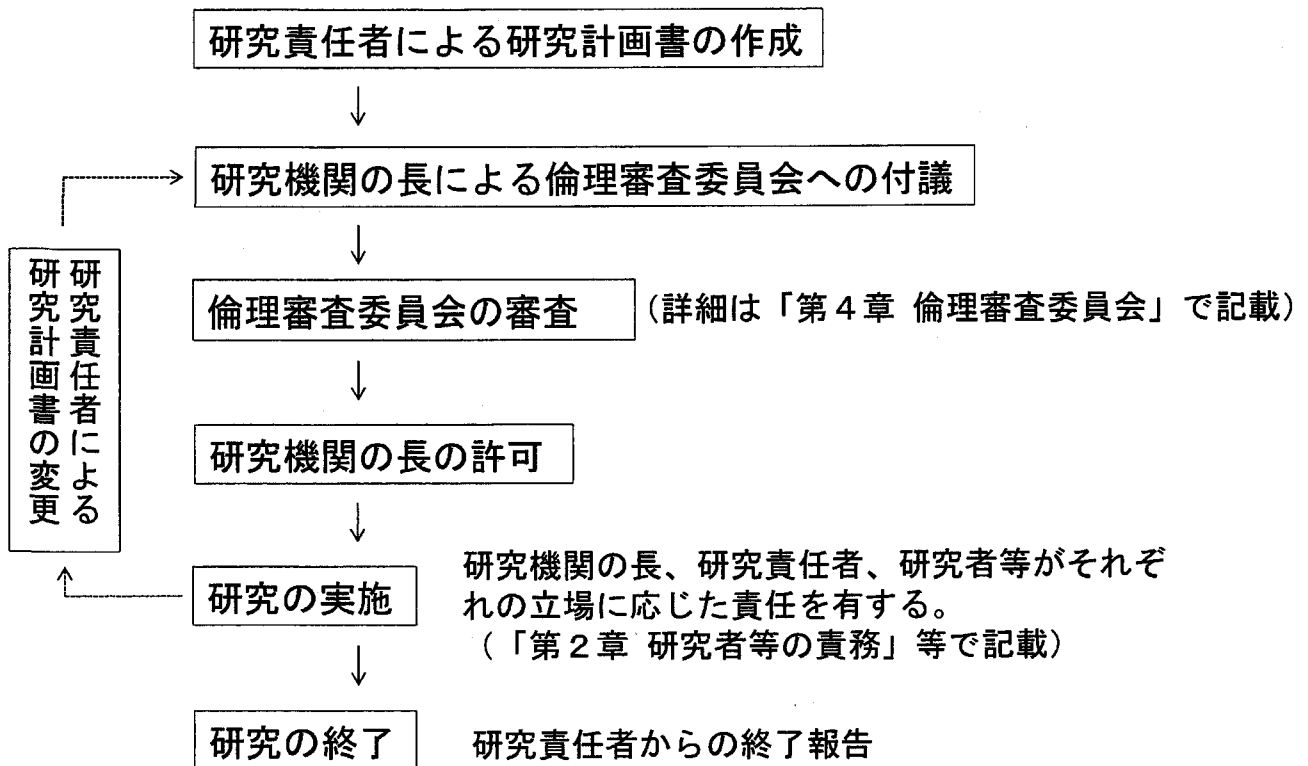 研究責任者による研究計画書の作成
研究機関の長による倫理審査委員会への付議
研究責任者による
研究計画書の変更
倫理審査委員会の審査
(詳細は「第4章 倫理審査委員会」で記載)
研究機関の長の許可
研究の実施
研究機関の長、研究責任者、研究者等がそれぞ
れの立場に応じた責任を有する。
(「第2章 研究者等の責務」等で記載)
研究の終了
研究責任者からの終了報告